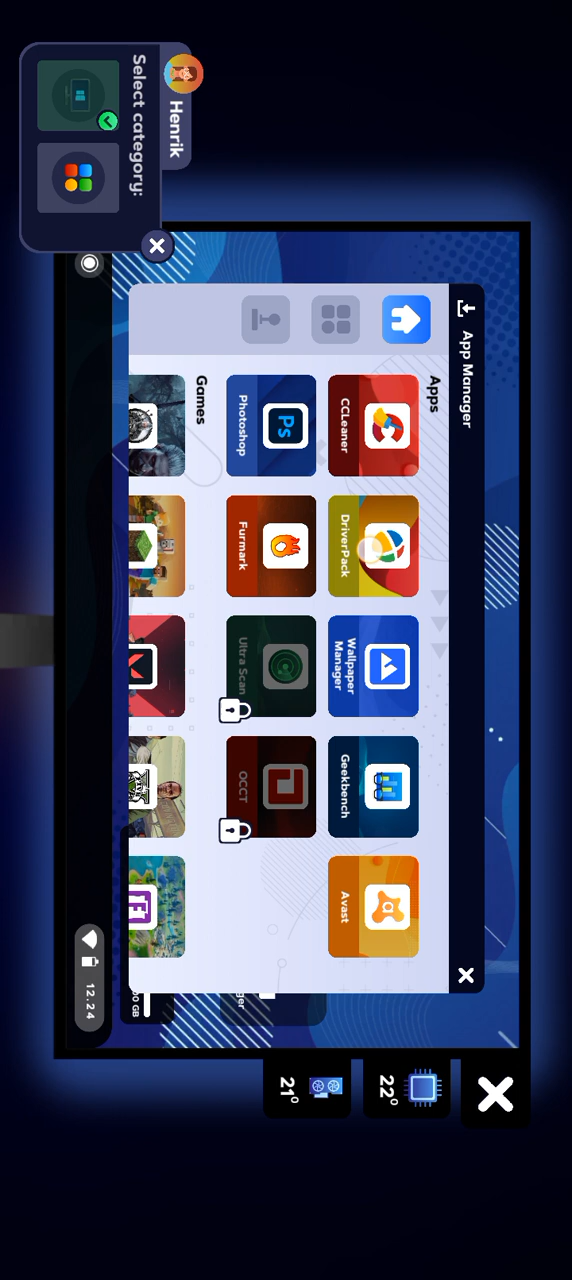 Henrik
Select category:
App Manager
Apps
CCLeaner
DriverPack
Wallpaper
Manager
Geekbench
Avast
Ps
Photoshop
Furmark
Ultra Scan
OCCT
Games
22°
21°
12.24